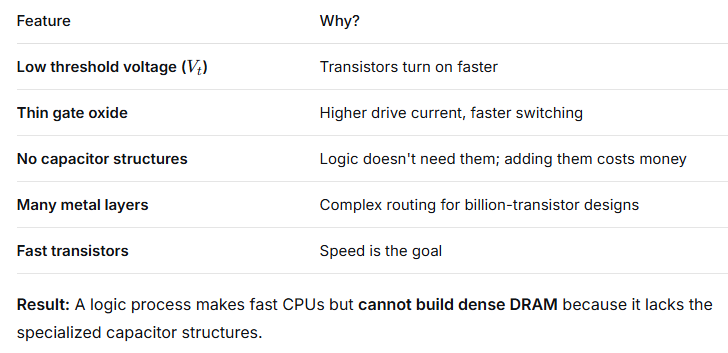 Feature Why?
Low threshold voltage (Vt) Transistors turn on faster
Thin gate oxide Higher drive current, faster switching
No capacitor structures Logic doesn't need them; adding them costs money
Many metal layers Complex routing for billion-transistor designs
Fast transistors Speed is the goal
Result: A logic process makes fast CPUs but cannot build dense DRAM because it lacks the
specialized capacitor structures.